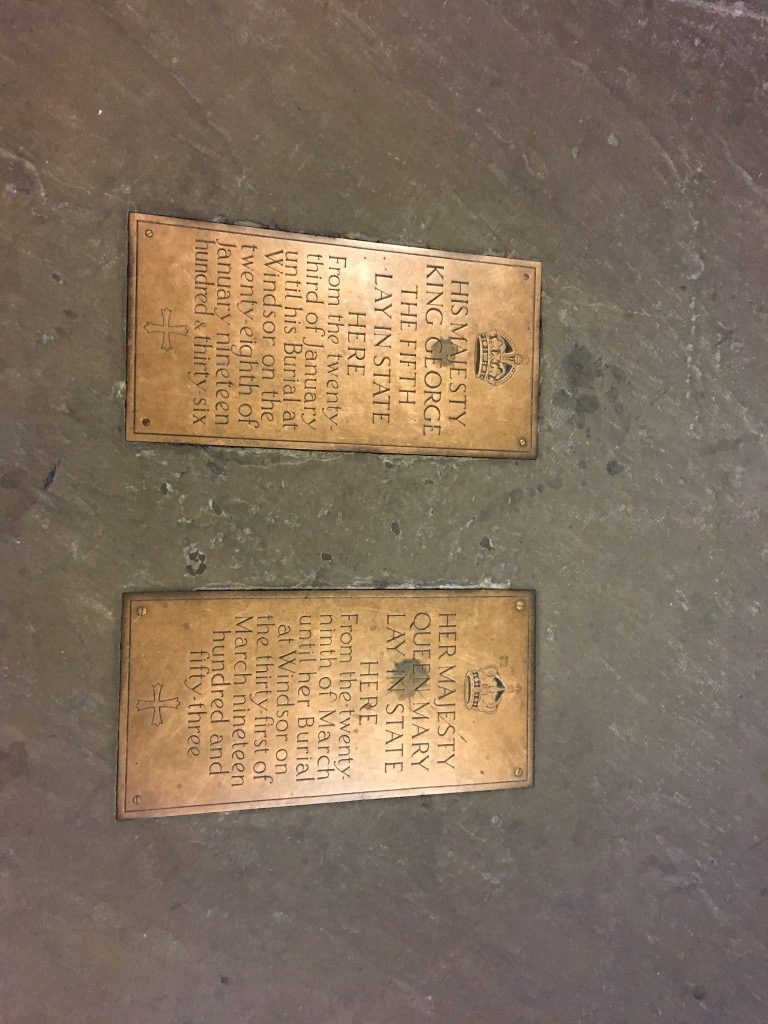 HIS MAJESTY
KING GEORGE
THE FIFTH
LAY IN STATE
HERE
From the twenty-
third of January
until his Burial at
Windsor on the
twenty-eighth of
January nineteen
hundred & thirty-six
HER MAJESTY
QUEEN MARY
LAY IN STATE
HERE
From the twenty-
ninth of March
until her Burial
at Windsor on
the thirty-first of
March nineteen
hundred and
fifty-three